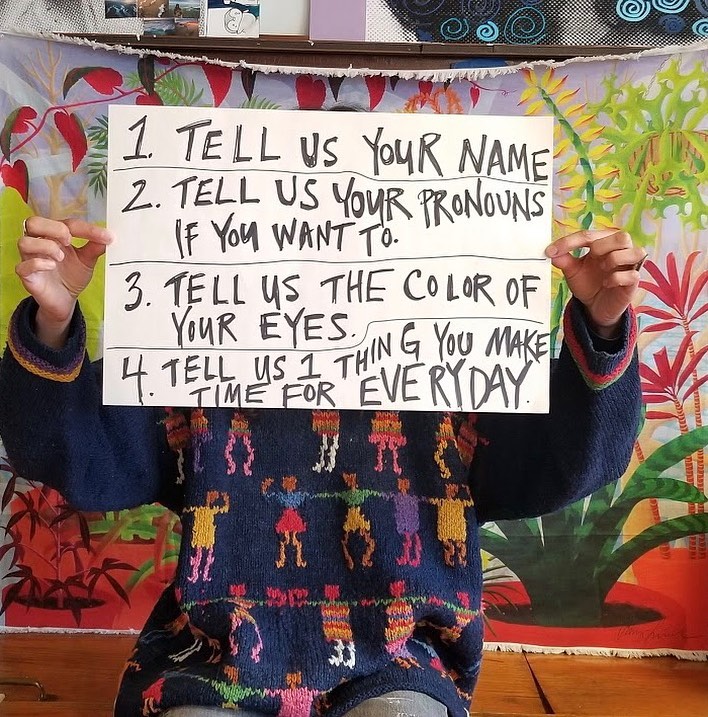 1. TELL US YOUR NAME
2. TELL US YOUR PRONOUNS
IF YOU WANT TO.
3. TELL US THE COLOR OF
YOUR EYES.
4. TELL US 1 THING YOU MAKE
TIME FOR EVERYDAY.